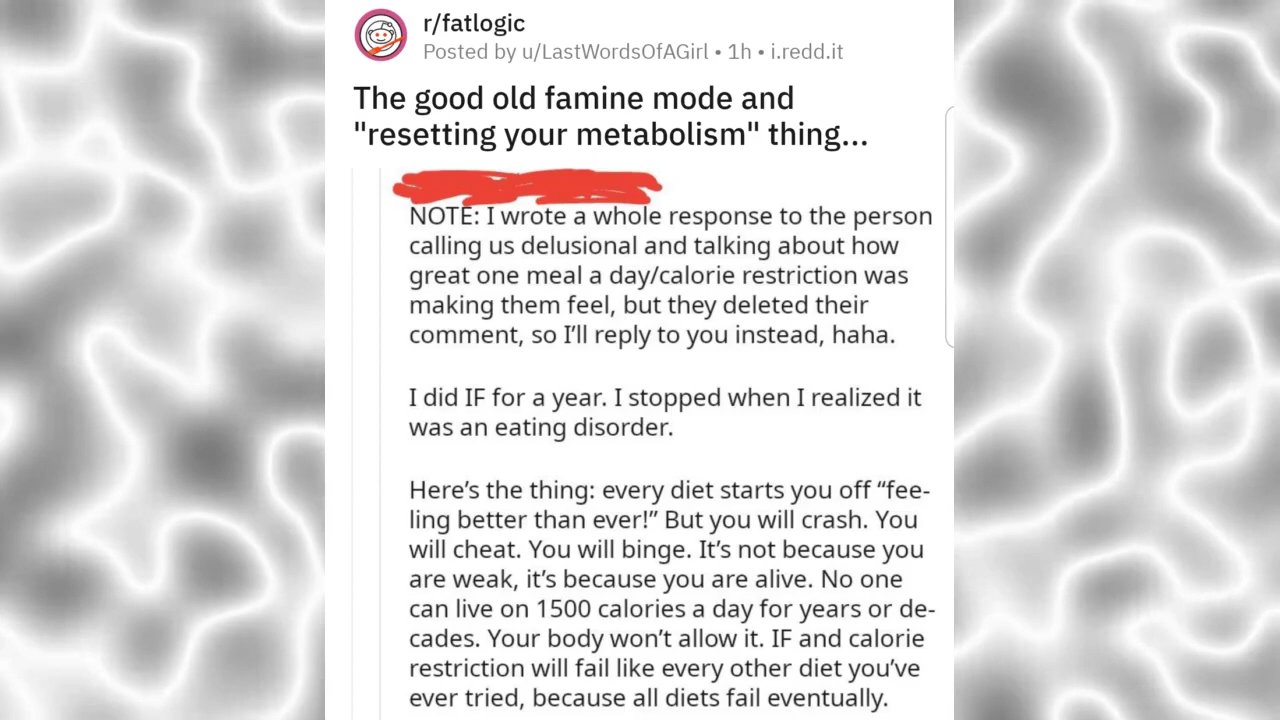 r/fatlogic
Posted by u/LastWordsOfAGirl • 1h • i.redd.it
The good old famine mode and
"resetting your metabolism" thing...
NOTE: I wrote a whole response to the person
calling us delusional and talking about how
great one meal a day/calorie restriction was
making them feel, but they deleted their
comment, so I’ll reply to you instead, haha.
I did IF for a year. I stopped when I realized it
was an eating disorder.
Here’s the thing: every diet starts you off “fee-
ling better than ever!” But you will crash. You
will cheat. You will binge. It’s not because you
are weak, it’s because you are alive. No one
can live on 1500 calories a day for years or de-
cades. Your body won’t allow it. IF and calorie
restriction will fail like every other diet you’ve
ever tried, because all diets fail eventually.